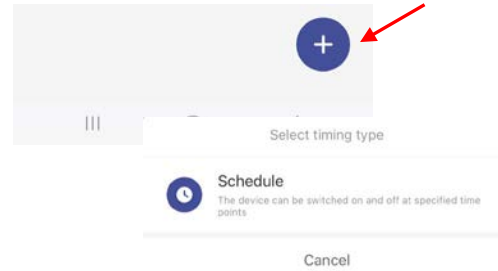 Select timing type
Schedule
The device can be switched on and off at specified time
points
Cancel